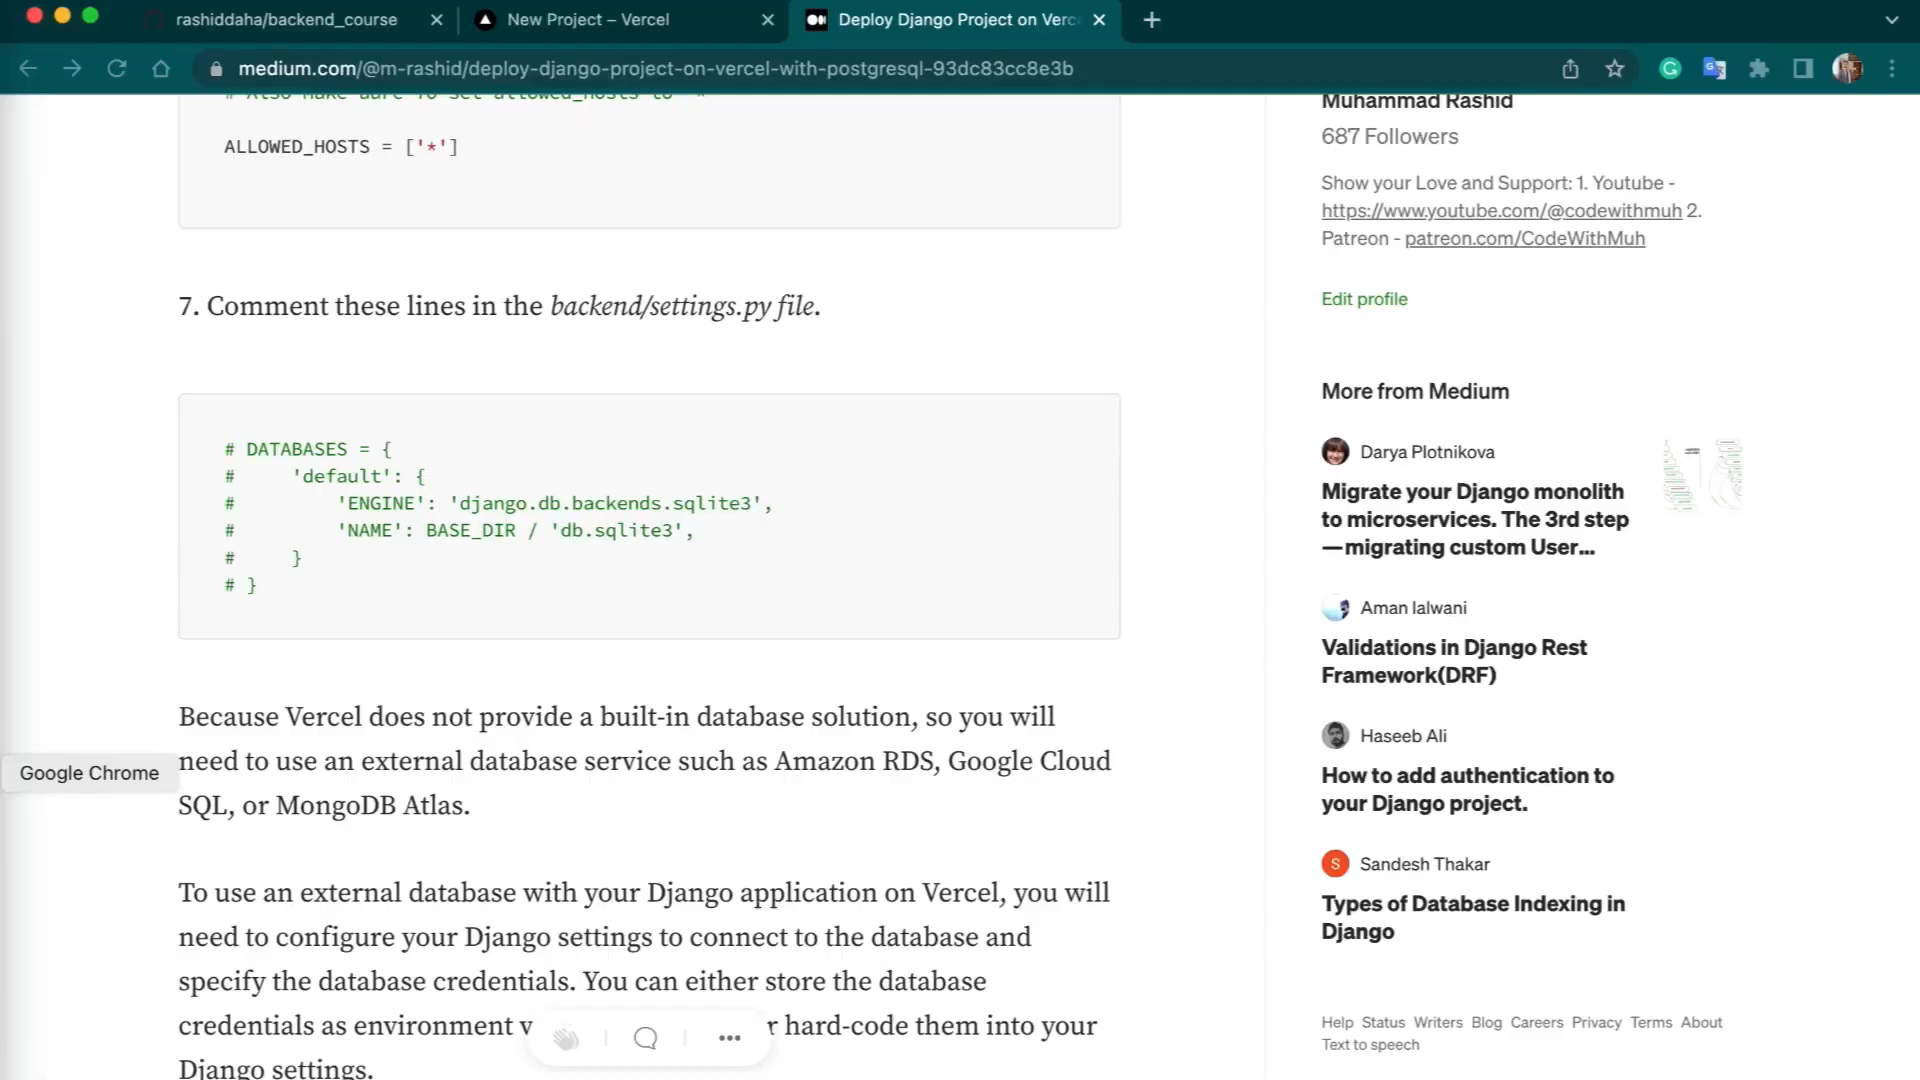 rashiddaha/backend_course
New Project – Vercel
Deploy Django Project on Verc
medium.com/@m-rashid/deploy-django-project-on-vercel-with-postgresql-93dc83cc8e3b
ALLOWED_HOSTS = ['*']
7. Comment these lines in the backend/settings.py file.
# DATABASES = {
#     'default': {
#         'ENGINE': 'django.db.backends.sqlite3',
#         'NAME': BASE_DIR / 'db.sqlite3',
#     }
# }
Because Vercel does not provide a built-in database solution, so you will
need to use an external database service such as Amazon RDS, Google Cloud
SQL, or MongoDB Atlas.
Google Chrome
To use an external database with your Django application on Vercel, you will
need to configure your Django settings to connect to the database and
specify the database credentials. You can either store the database
credentials as environment v r hard-code them into your
Django settings.
Muhammad Rashid
687 Followers
Show your Love and Support: 1. Youtube -
https://www.youtube.com/@codewithmuh 2.
Patreon - patreon.com/CodeWithMuh
Edit profile
More from Medium
Darya Plotnikova
Migrate your Django monolith
to microservices. The 3rd step
—migrating custom User...
Aman lalwani
Validations in Django Rest
Framework(DRF)
Haseeb Ali
How to add authentication to
your Django project.
S Sandesh Thakar
Types of Database Indexing in
Django
Help Status Writers Blog Careers Privacy Terms About
Text to speech